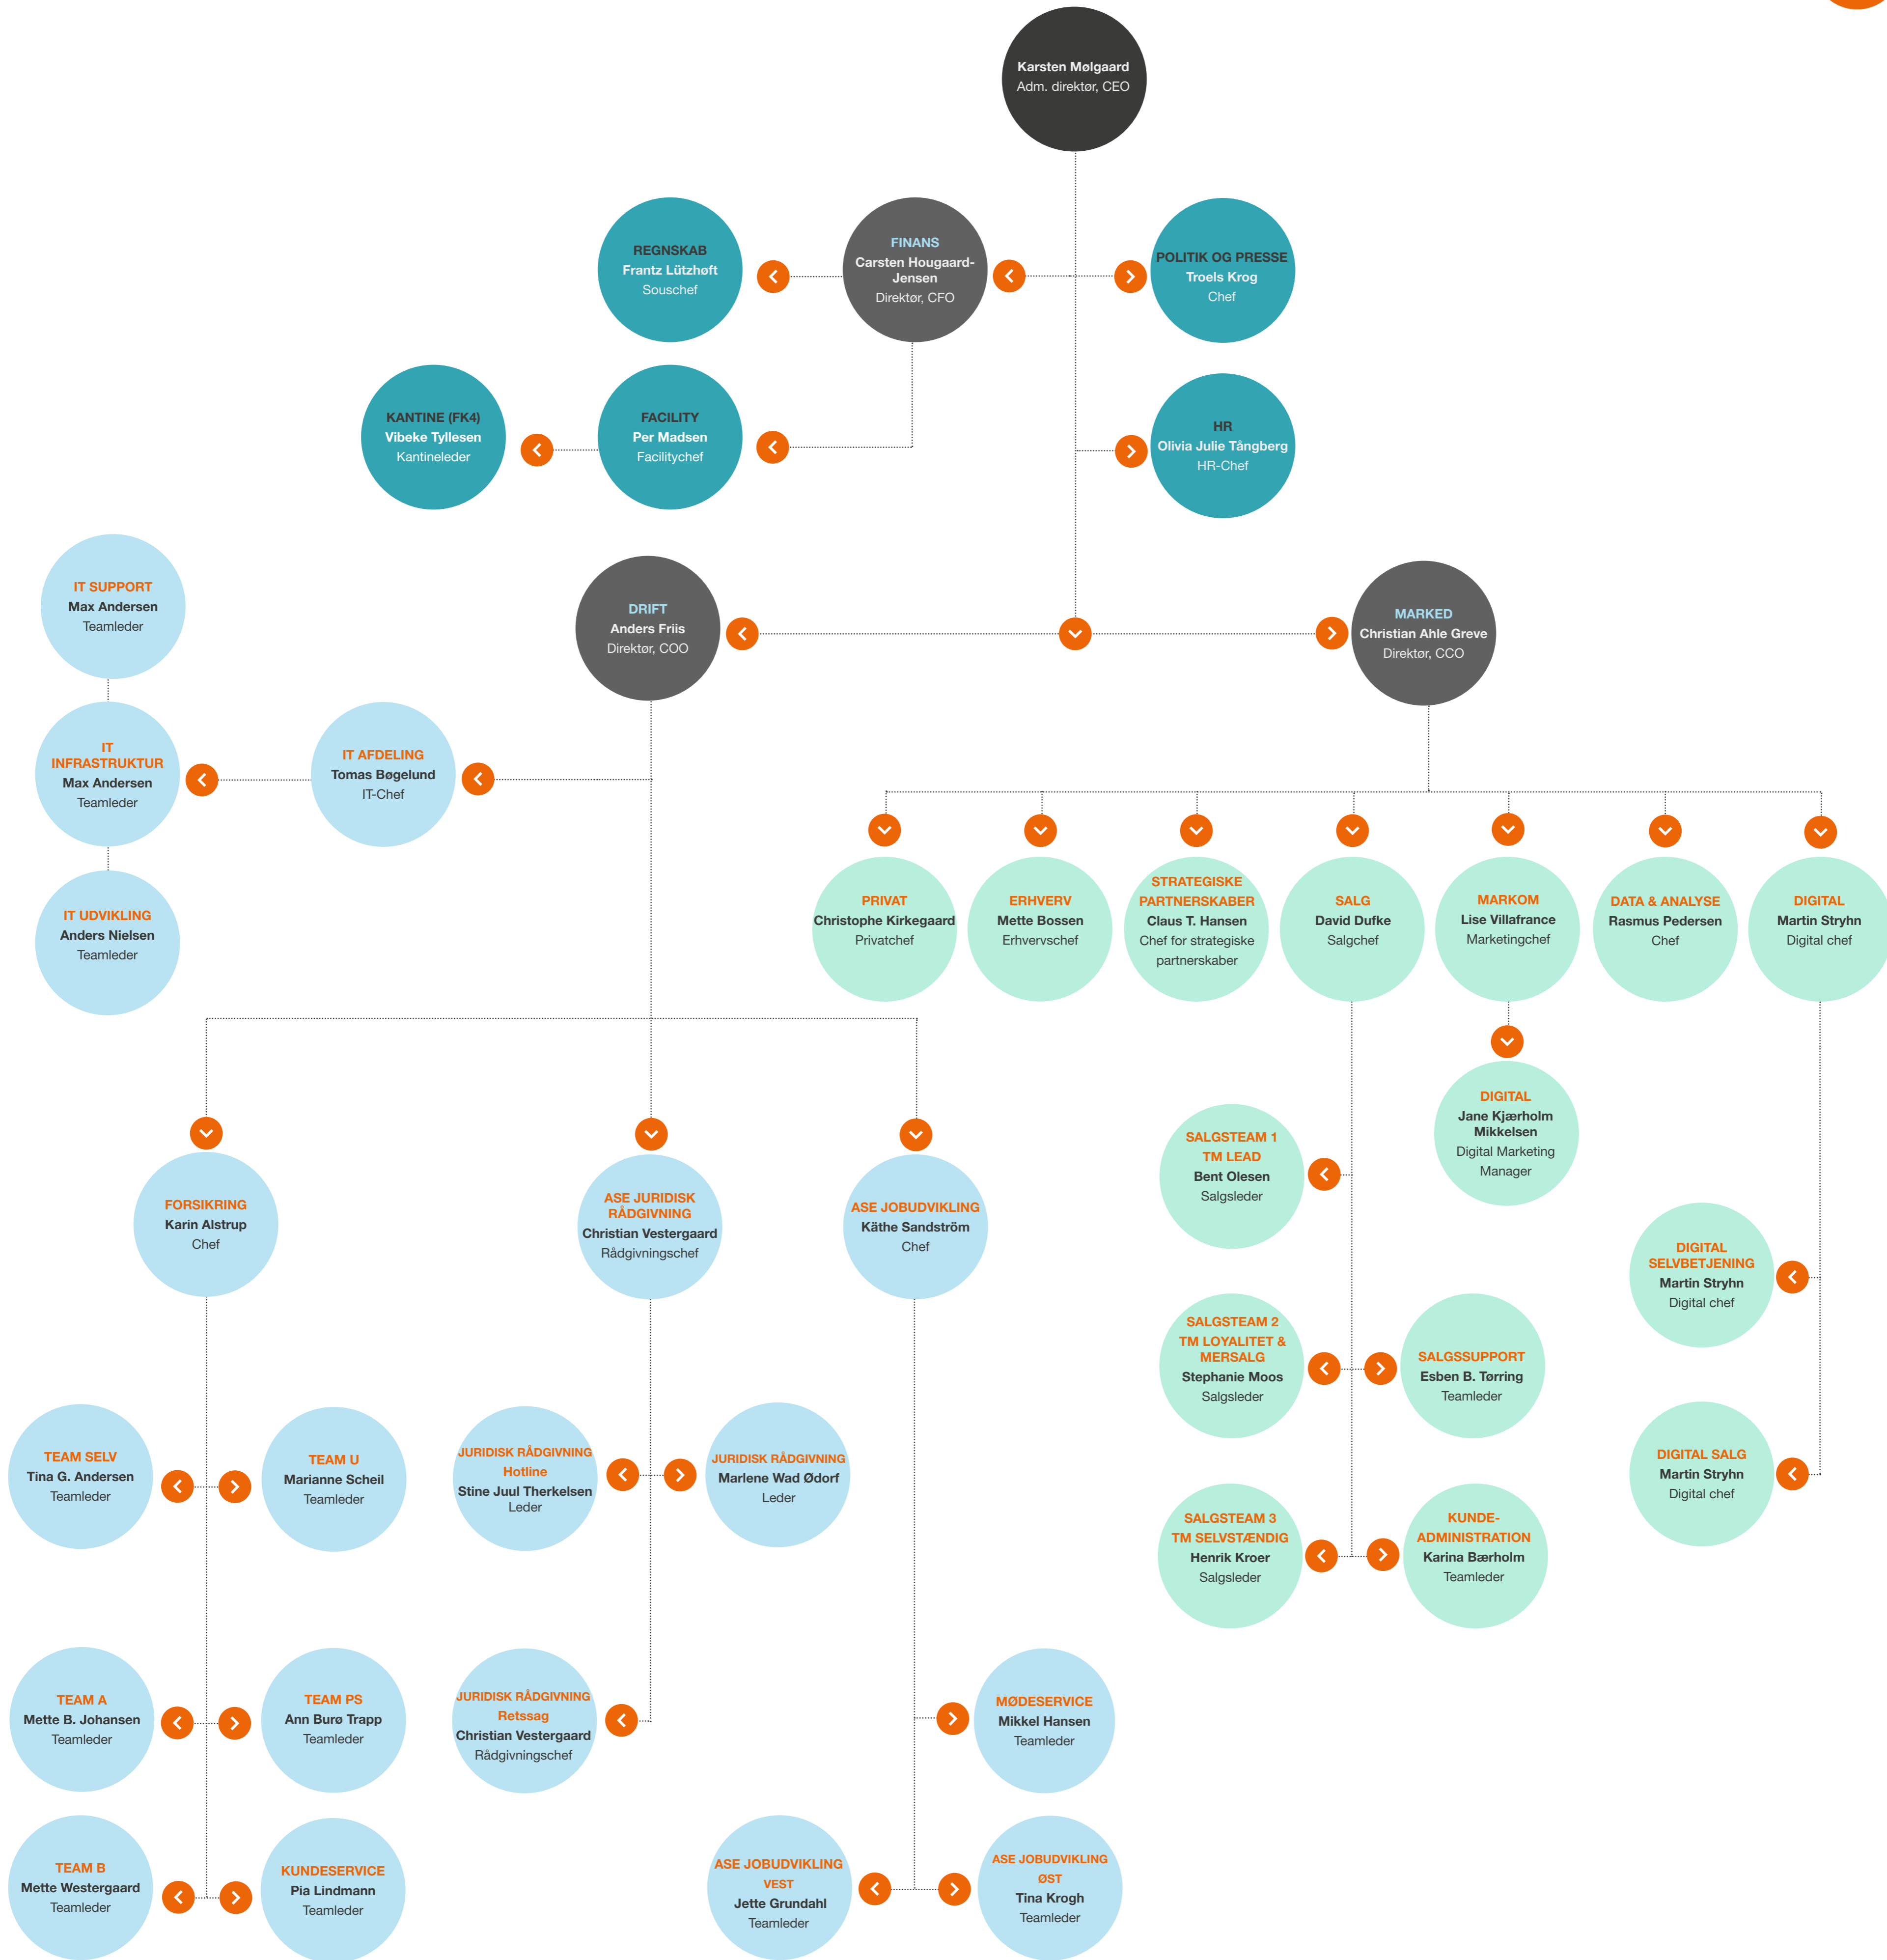 Karsten Mølgaard
Adm. direktør, CEO
REGNSKAB
Frantz Lützhøft
Souschef
FINANS
Carsten Hougaard-
Jensen
Direktør, CFO
POLITIK OG PRESSE
Troels Krog
Chef
KANTINE (FK4)
Vibeke Tyllesen
Kantineleder
FACILITY
Per Madsen
Facilitychef
HR
Olivia Julie Tångberg
HR-Chef
IT SUPPORT
Max Andersen
Teamleder
DRIFT
Anders Friis
Direktør, COO
MARKED
Christian Ahle Greve
Direktør, CCO
IT
INFRASTRUKTUR
Max Andersen
Teamleder
IT AFDELING
Tomas Bøgelund
IT-Chef
IT UDVIKLING
Anders Nielsen
Teamleder
PRIVAT
Christophe Kirkegaard
Privatchef
ERHVERV
Mette Bossen
Erhvervschef
STRATEGISKE
PARTNERSKABER
Claus T. Hansen
Chef for strategiske
partnerskaber
SALG
David Dufke
Salgchef
MARKOM
Lise Villafrance
Marketingchef
DATA & ANALYSE
Rasmus Pedersen
Chef
DIGITAL
Martin Stryhn
Digital chef
DIGITAL
Jane Kjærholm
Mikkelsen
Digital Marketing
Manager
SALGSTEAM 1
TM LEAD
Bent Olesen
Salgsleder
FORSIKRING
Karin Alstrup
Chef
ASE JURIDISK
RÅDGIVNING
Christian Vestergaard
Rådgivningschef
ASE JOBUDVIKLING
Käthe Sandström
Chef
DIGITAL
SELVBETJENING
Martin Stryhn
Digital chef
SALGSTEAM 2
TM LOYALITET &
MERSALG
Stephanie Moos
Salgsleder
SALGSSUPPORT
Esben B. Tørring
Teamleder
TEAM SELV
Tina G. Andersen
Teamleder
TEAM U
Marianne Scheil
Teamleder
JURIDISK RÅDGIVNING
Hotline
Stine Juul Therkelsen
Leder
JURIDISK RÅDGIVNING
Marlene Wad Ødorf
Leder
DIGITAL SALG
Martin Stryhn
Digital chef
SALGSTEAM 3
TM SELVSTÆNDIG
Henrik Kroer
Salgsleder
KUNDE-
ADMINISTRATION
Karina Bærholm
Teamleder
TEAM A
Mette B. Johansen
Teamleder
TEAM PS
Ann Burø Trapp
Teamleder
JURIDISK RÅDGIVNING
Retssag
Christian Vestergaard
Rådgivningschef
MØDESERVICE
Mikkel Hansen
Teamleder
TEAM B
Mette Westergaard
Teamleder
KUNDESERVICE
Pia Lindmann
Teamleder
ASE JOBUDVIKLING
VEST
Jette Grundahl
Teamleder
ASE JOBUDVIKLING
ØST
Tina Krogh
Teamleder